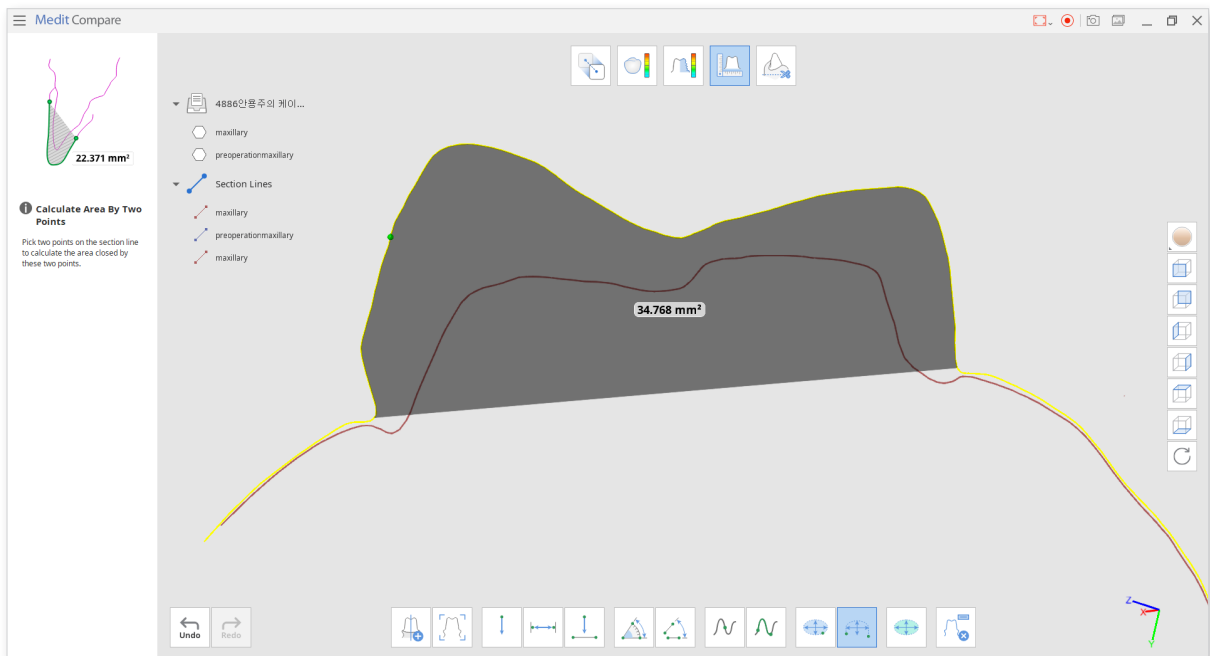 Medit Compare
22.371 mm²
Calculate Area By Two
Points
Pick two points on the section line
to calculate the area closed by
these two points.
4886안용주의 케이...
maxillary
preoperationmaxillary
Section Lines
maxillary
preoperationmaxillary
maxillary
34.768 mm²
Undo
Redo
Z
X
Y